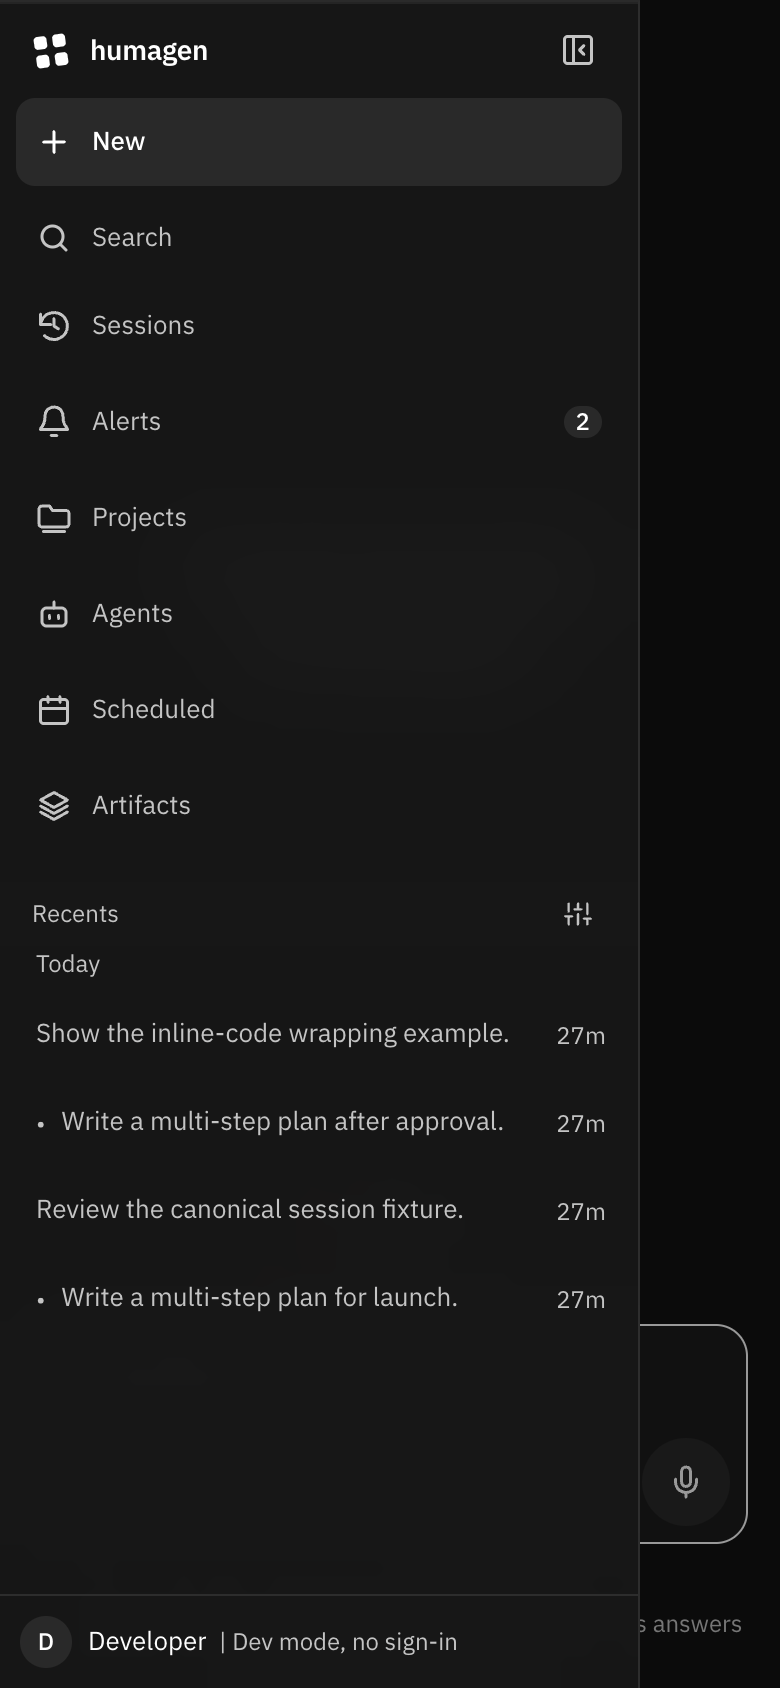 humagen
New
Search
Sessions
Alerts 2
Projects
Agents
Scheduled
Artifacts
Recents
Today
Show the inline-code wrapping example. 27m
• Write a multi-step plan after approval. 27m
Review the canonical session fixture. 27m
• Write a multi-step plan for launch. 27m
s answers
D Developer | Dev mode, no sign-in